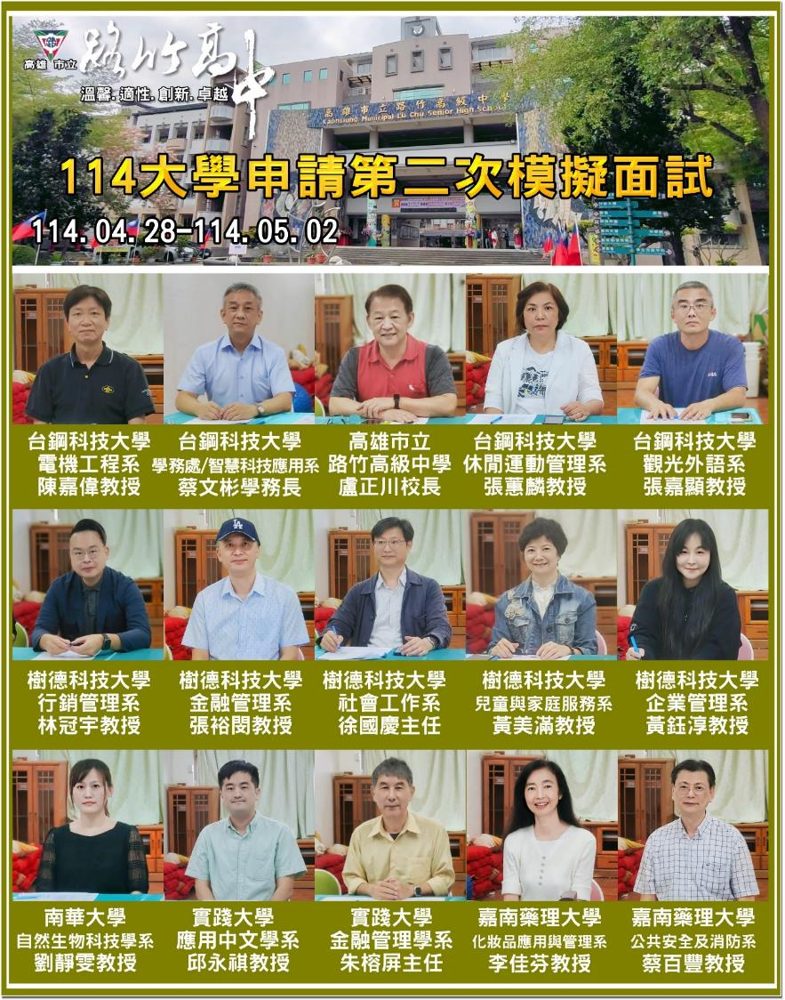 高雄 市立
路竹高中
溫馨.適性.創新.卓越
高雄市立路竹高級中學
Kaohsiung Municipal Lu Chu Senior High School
114大學申請第二次模擬面試
114.04.28-114.05.02
台鋼科技大學
電機工程系
陳嘉偉教授
台鋼科技大學
學務處/智慧科技應用系
蔡文彬學務長
高雄市立
路竹高級中學
盧正川校長
台鋼科技大學
休閒運動管理系
張蕙麟教授
台鋼科技大學
觀光外語系
張嘉顯教授
LA
樹德科技大學
行銷管理系
林冠宇教授
樹德科技大學
金融管理系
張裕閔教授
樹德科技大學
社會工作系
徐國慶主任
樹德科技大學
兒童與家庭服務系
黃美滿教授
樹德科技大學
企業管理系
黃鈺淳教授
南華大學
自然生物科技學系
劉靜雯教授
實踐大學
應用中文學系
邱永祺教授
實踐大學
金融管理學系
朱榕屏主任
嘉南藥理大學
化妝品應用與管理系
李佳芬教授
嘉南藥理大學
公共安全及消防系
蔡百豐教授